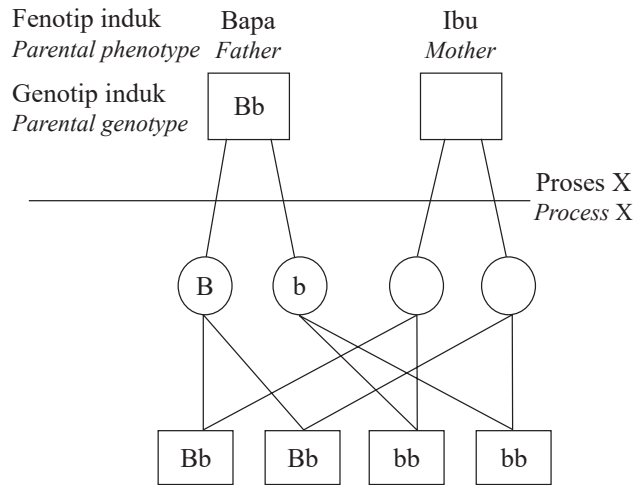 Fenotip induk Bapa Ibu
Parental phenotype Father Mother
Genotip induk
Parental genotype
Bb
Proses X
Process X
B b
Bb Bb bb bb